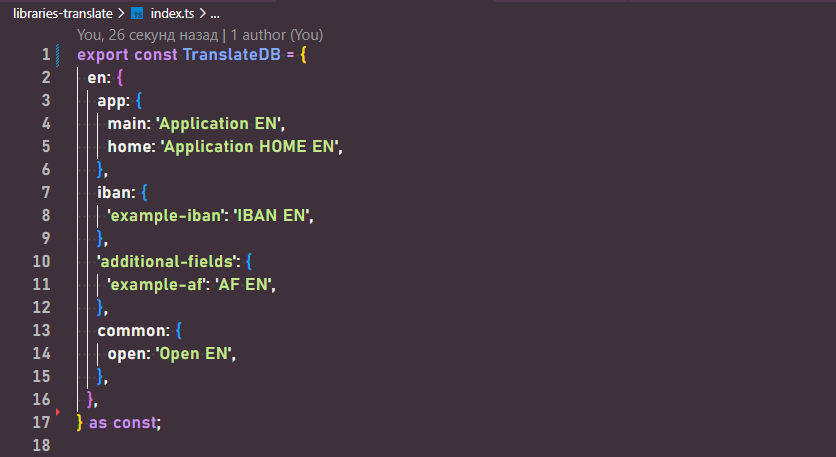 libraries-translate > TS index.ts > ...
You, 26 секунд назад | 1 author (You)
1 export const TranslateDB = {
2 en: {
3 app: {
4 main: 'Application EN',
5 home: 'Application HOME EN',
6 },
7 iban: {
8 'example-iban': 'IBAN EN',
9 },
10 'additional-fields': {
11 'example-af': 'AF EN',
12 },
13 common: {
14 open: 'Open EN',
15 },
16 },
17 } as const;
18